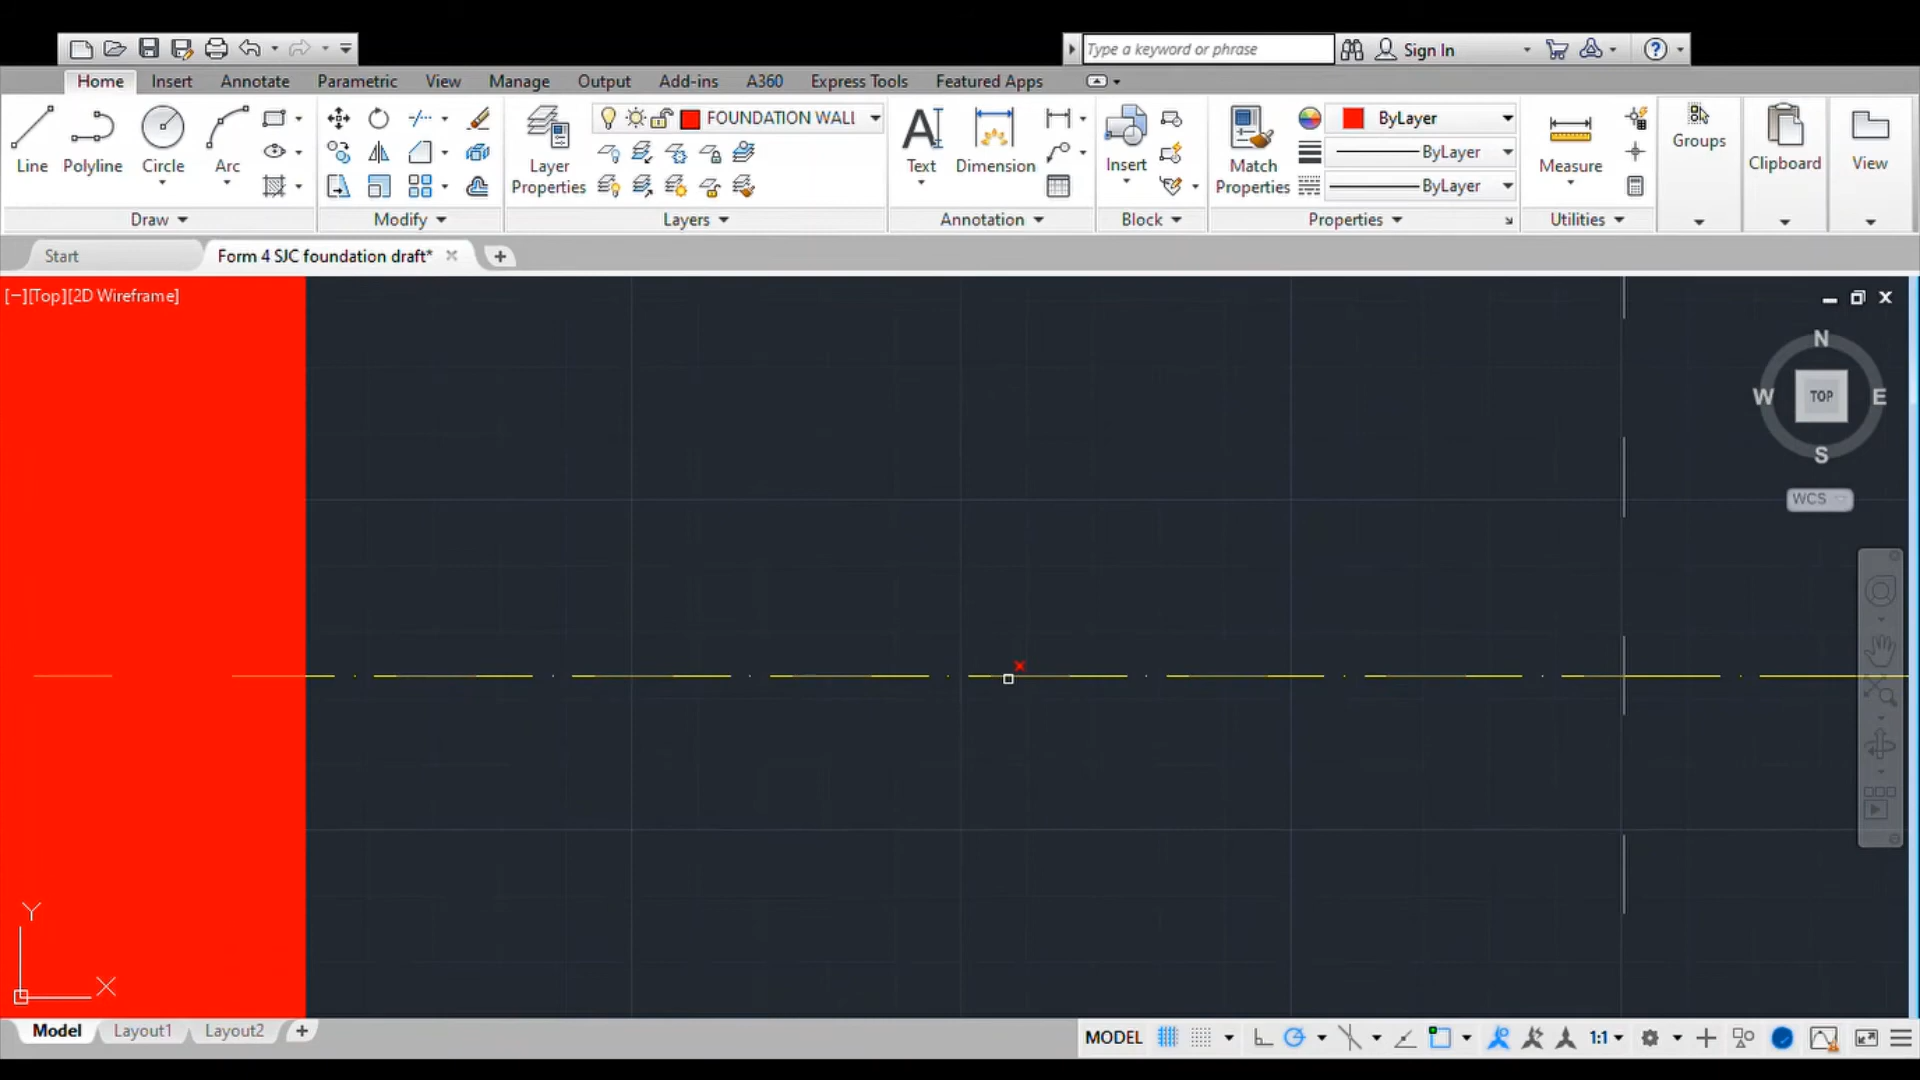 Type a keyword or phrase
Sign In
Home
Insert
Annotate
Parametric
View
Manage
Output
Add-ins
A360
Express Tools
Featured Apps
FOUNDATION WALL
ByLayer
ByLayer
ByLayer
Line
Polyline
Circle
Arc
Layer
Properties
Text
Dimension
Insert
Match
Properties
Measure
Groups
Clipboard
View
Draw
Modify
Layers
Annotation
Block
Properties
Utilities
Start
Form 4 SJC foundation draft*
[−][Top][2D Wireframe]
N
W
TOP
E
S
WCS
Y
X
Model
Layout1
Layout2
MODEL
1:1